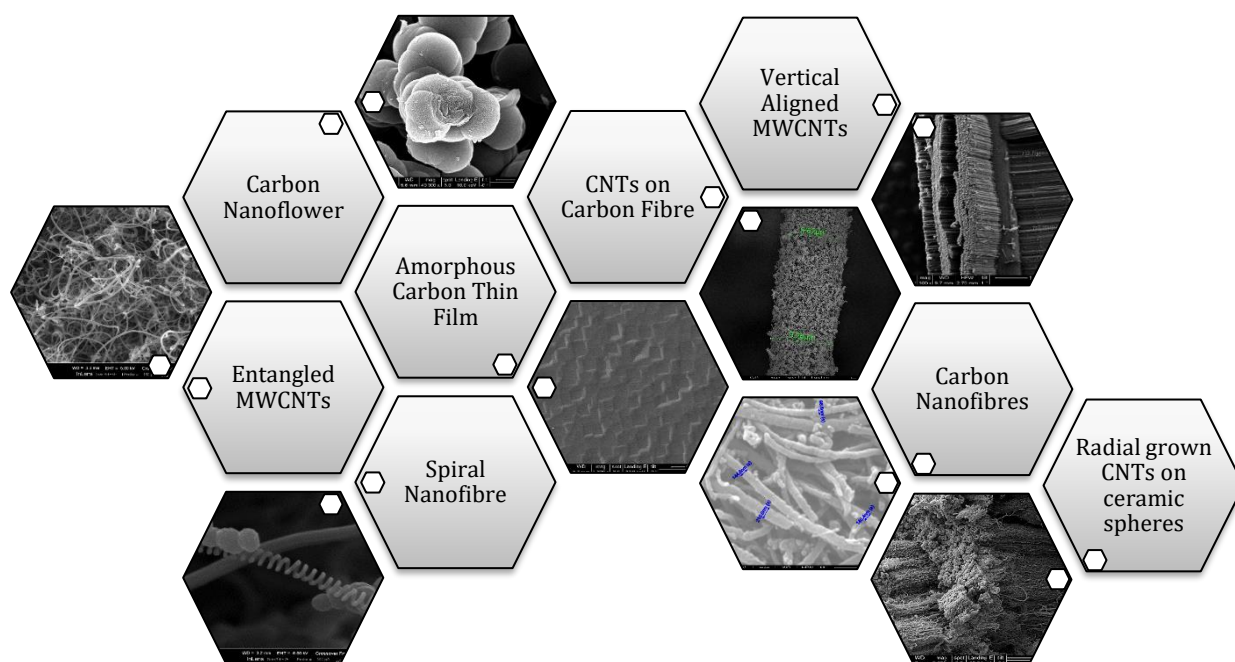 Vertical
Aligned
MWCNTs
Carbon
Nanoflower
CNTs on
Carbon Fibre
Amorphous
Carbon Thin
Film
Entangled
MWCNTs
Carbon
Nanofibres
Spiral
Nanofibre
Radial grown
CNTs on
ceramic
spheres